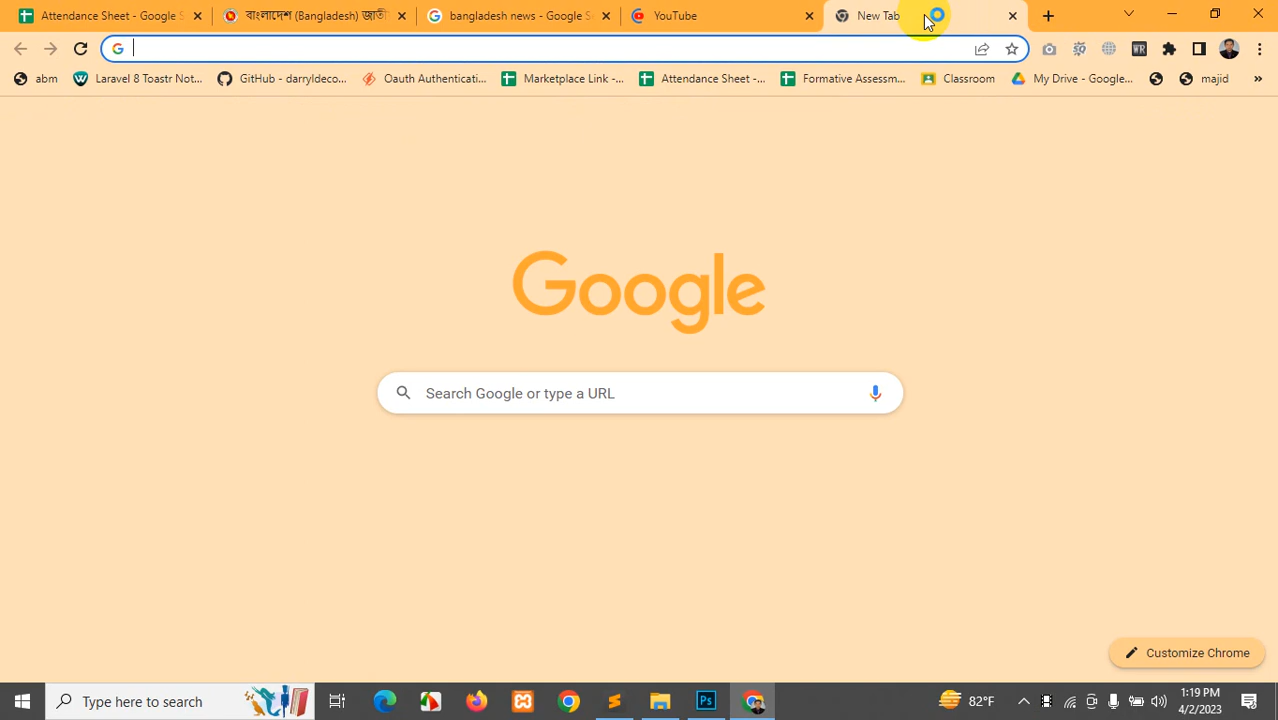 Attendance Sheet - Google S
বাংলাদেশ (Bangladesh) জাতী
bangladesh news - Google S
YouTube
New Tab
abm
Laravel 8 Toastr Not...
GitHub - darryldeco...
Oauth Authenticati...
Marketplace Link -...
Attendance Sheet -...
Formative Assessm...
Classroom
My Drive - Google...
majid
WR
Google
Search Google or type a URL
Customize Chrome
Type here to search
Ps
82°F
1:19 PM
4/2/2023